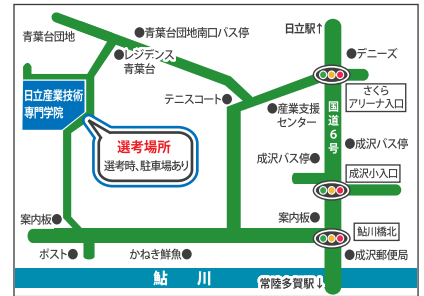 青葉台団地
●青葉台団地南口バス停
日立駅↑
●レジデンス
青葉台
●デニーズ
日立産業技術
専門学院
テニスコート●
さくら
アリーナ入口
●産業支援
センター
国道6号
選考場所
選考時、駐車場あり
●成沢バス停
成沢バス停●
成沢小入口
案内板●
案内板●
鮎川橋北
ポスト●
かねき鮮魚●
●成沢郵便局
鮎川
常陸多賀駅↓